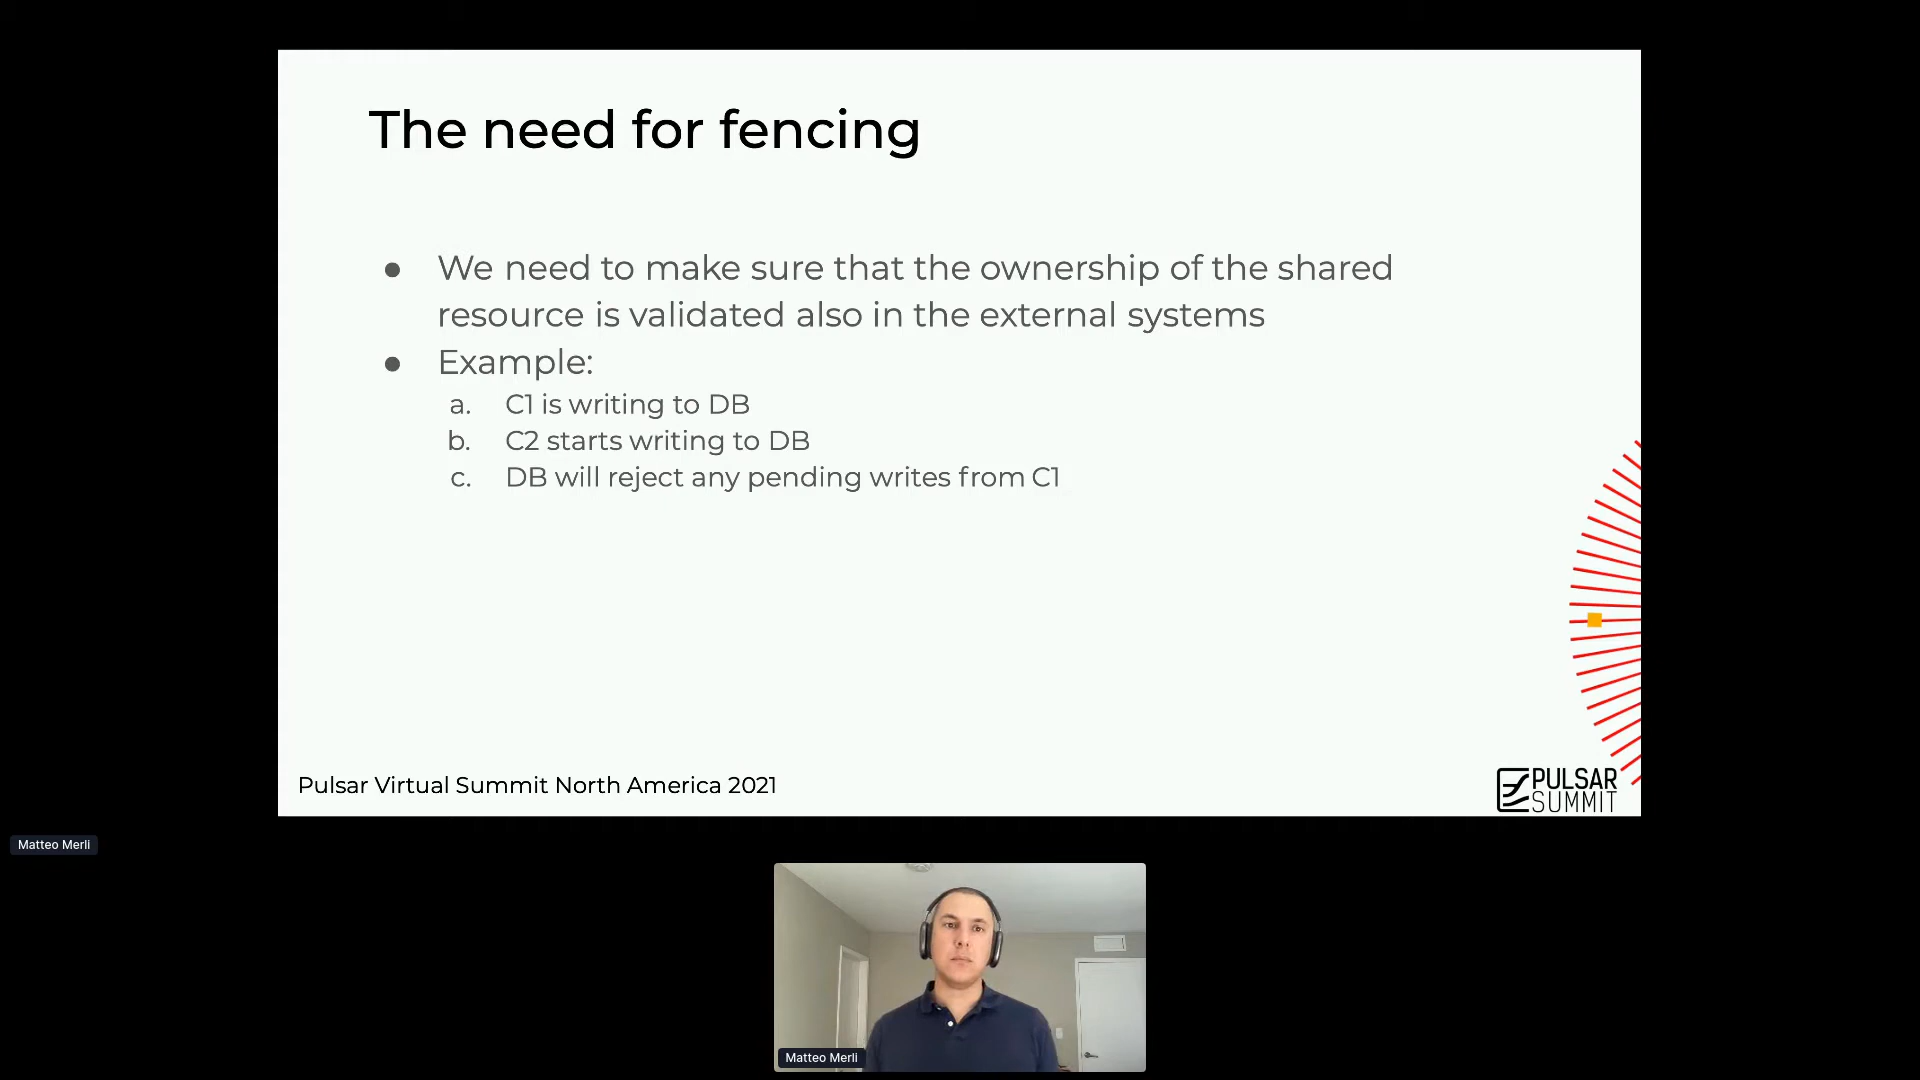 The need for fencing
● We need to make sure that the ownership of the shared
resource is validated also in the external systems
● Example:
a. C1 is writing to DB
b. C2 starts writing to DB
c. DB will reject any pending writes from C1
Pulsar Virtual Summit North America 2021
PULSAR
SUMMIT
Matteo Merli
Matteo Merli